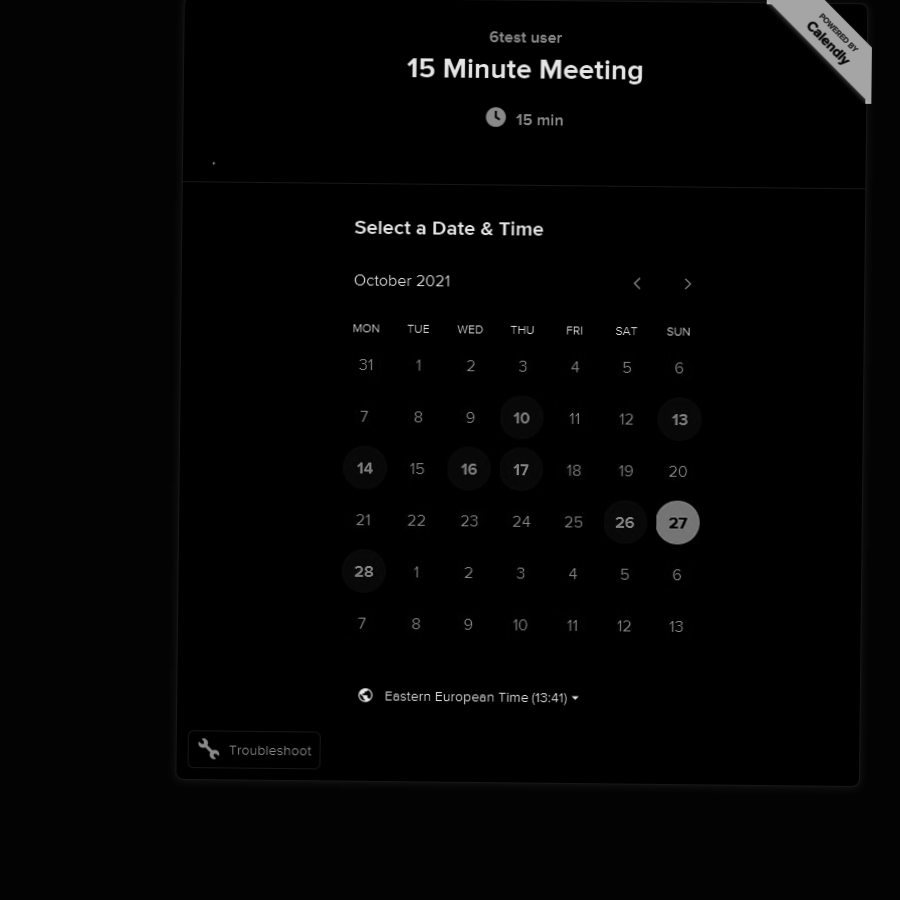 POWERED BY
Calendly
6test user
15 Minute Meeting
15 min
Select a Date & Time
October 2021
MON TUE WED THU FRI SAT SUN
31 1 2 3 4 5 6
7 8 9 10 11 12 13
14 15 16 17 18 19 20
21 22 23 24 25 26 27
28 1 2 3 4 5 6
7 8 9 10 11 12 13
Eastern European Time (13:41)
Troubleshoot